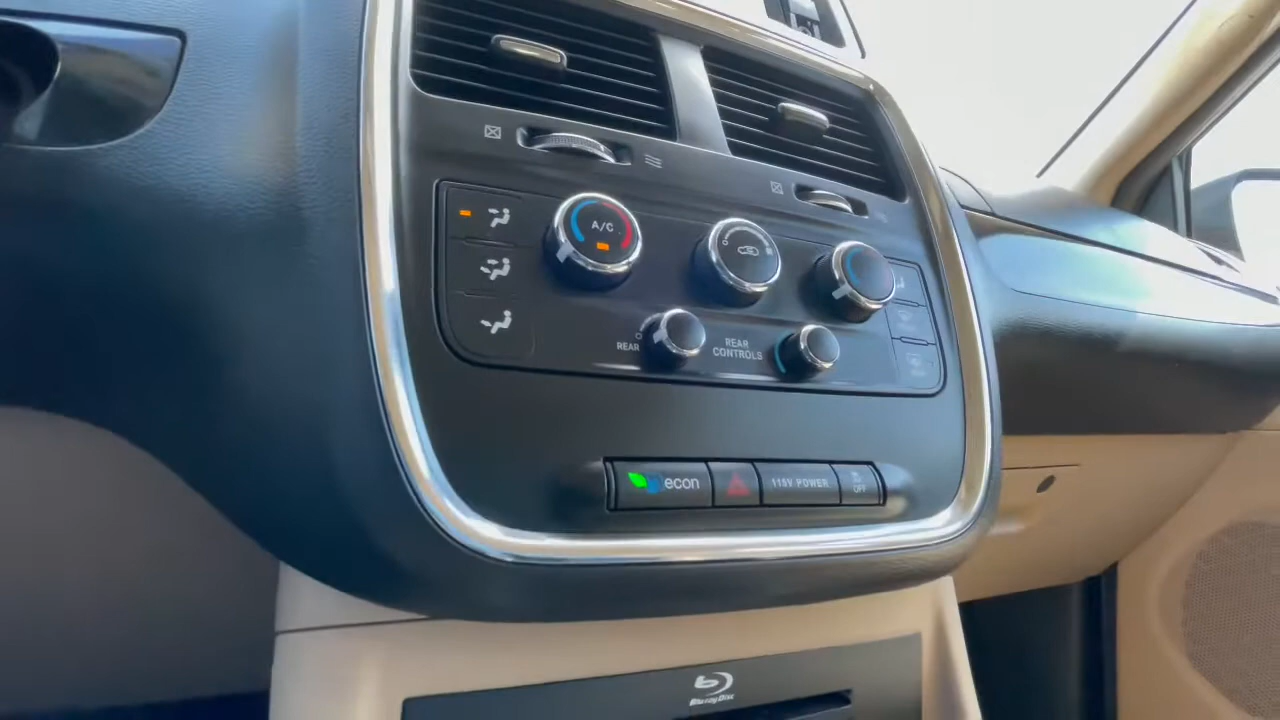 A/C
REAR
REAR
CONTROLS
econ
115V POWER
OFF
Blu-ray Disc